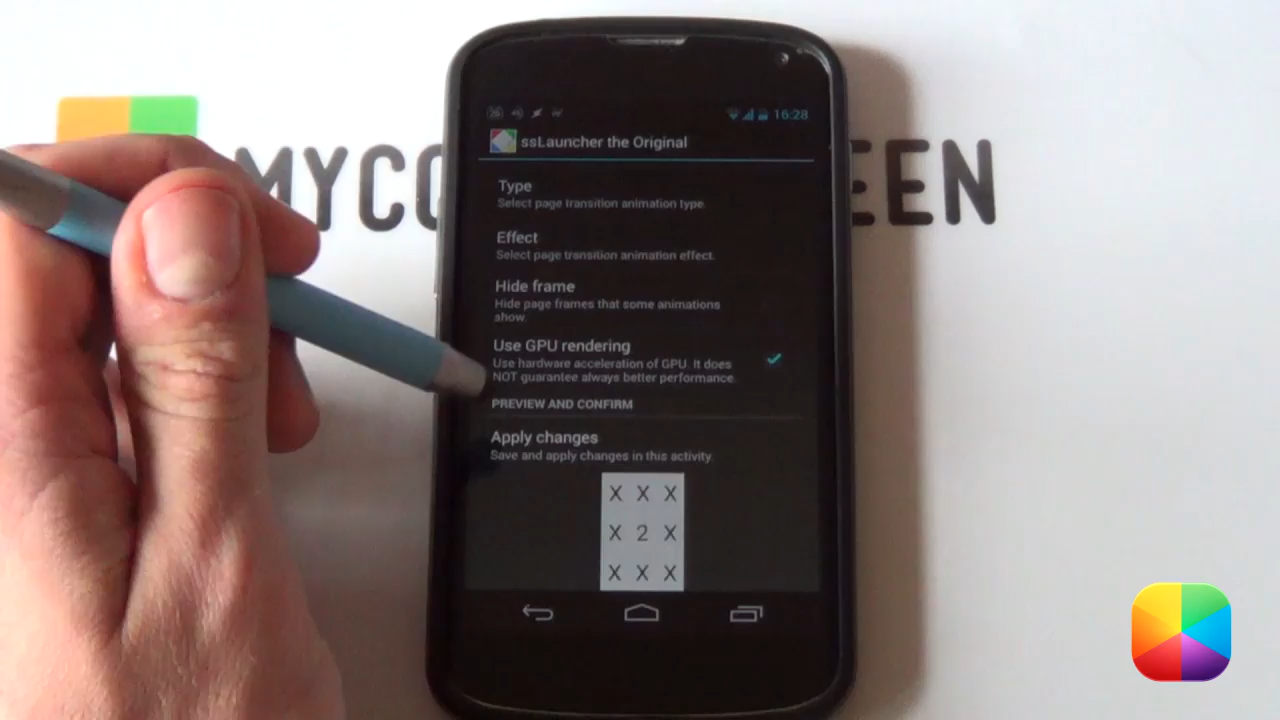 16:28
ssLauncher the Original
MYCO EEN
Type
Select page transition animation type.
Effect
Select page transition animation effect.
Hide frame
Hide page frames that some animations
show.
Use GPU rendering
Use hardware acceleration of GPU. It does
NOT guarantee always better performance.
PREVIEW AND CONFIRM
Apply changes
Save and apply changes in this activity.
X X X
X 2 X
X X X